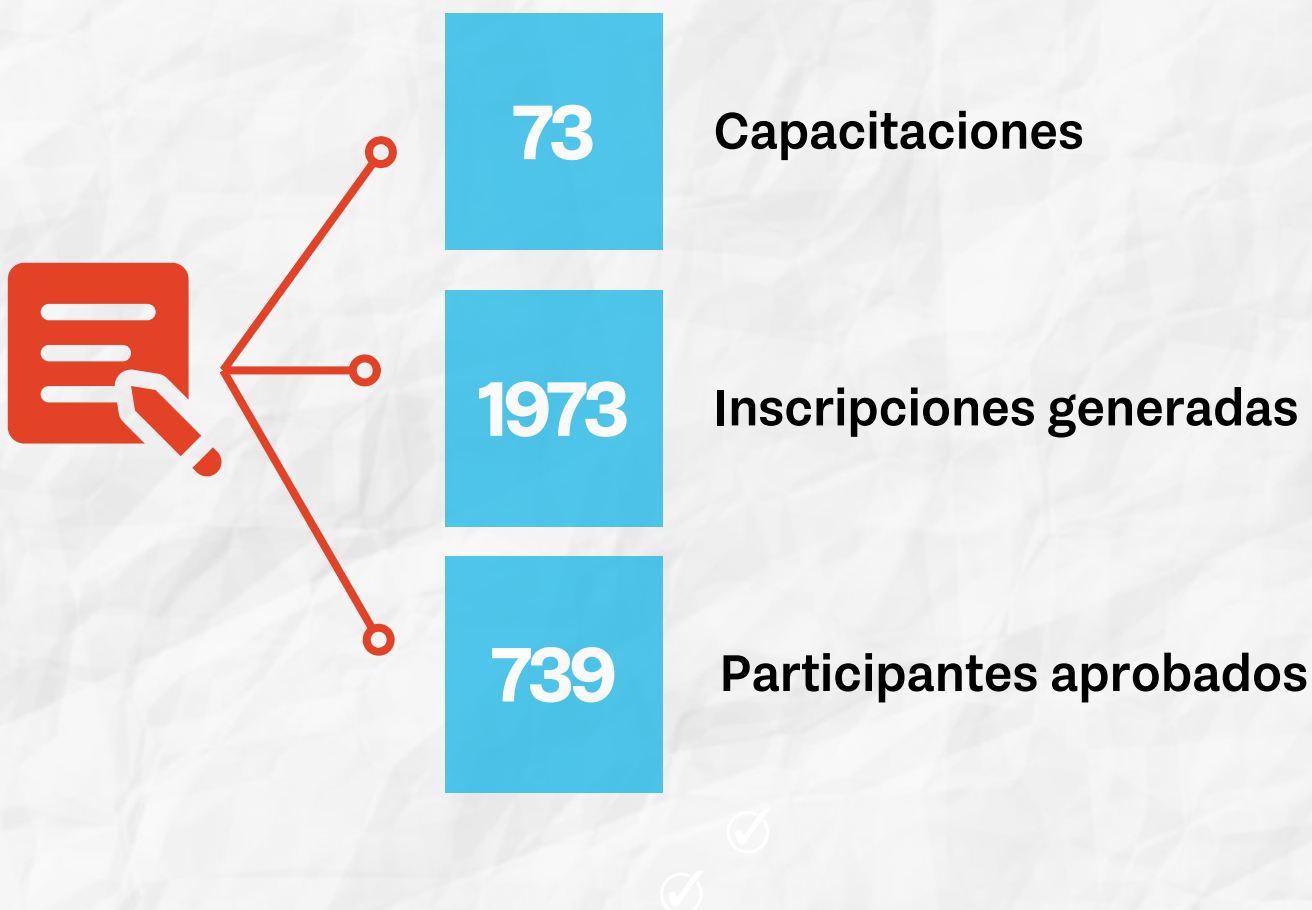 73
Capacitaciones
1973
Inscripciones generadas
739
Participantes aprobados